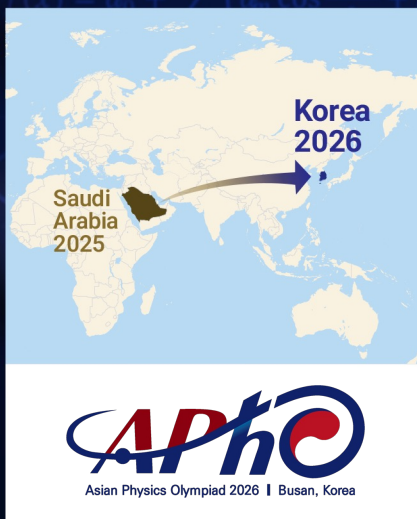 Korea
2026
Saudi
Arabia
2025
APhO
Asian Physics Olympiad 2026 | Busan, Korea